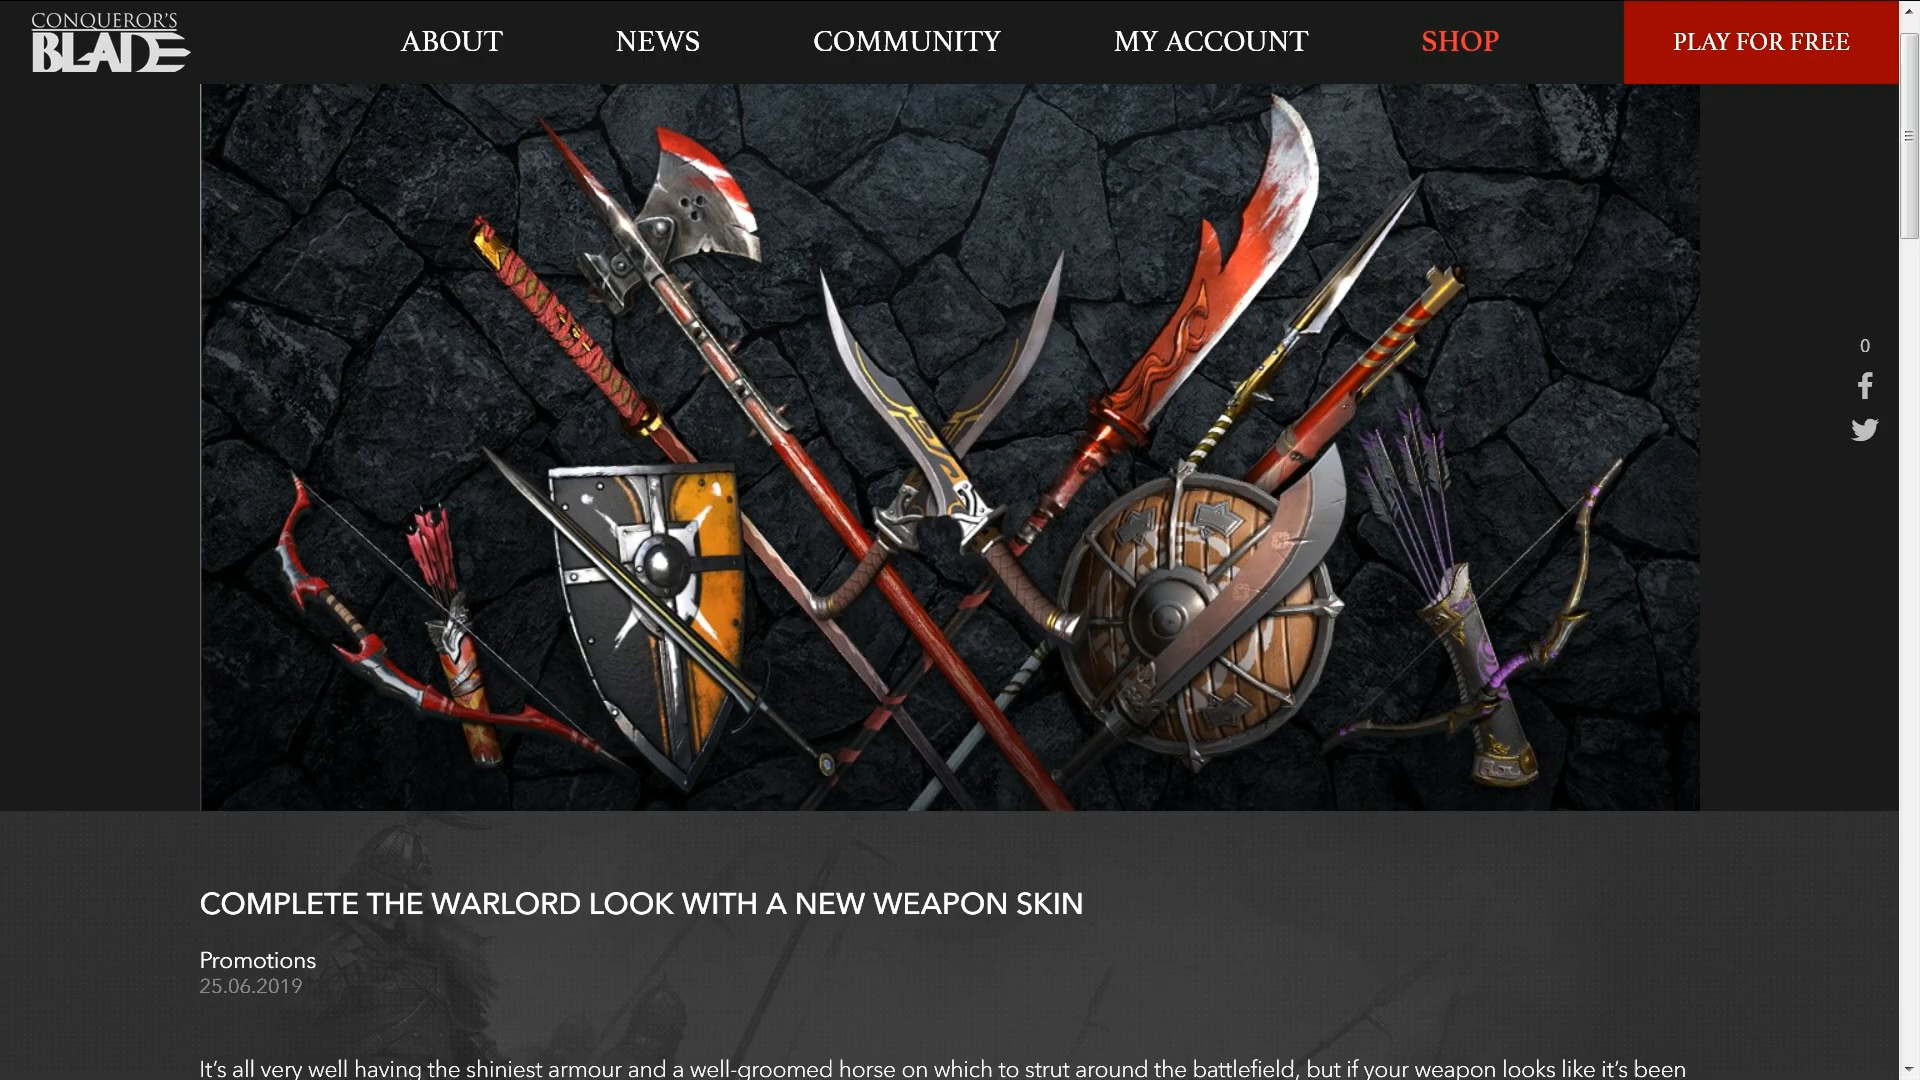 CONQUEROR'S
BLADE
ABOUT
NEWS
COMMUNITY
MY ACCOUNT
SHOP
PLAY FOR FREE
0
COMPLETE THE WARLORD LOOK WITH A NEW WEAPON SKIN
Promotions
25.06.2019
It’s all very well having the shiniest armour and a well-groomed horse on which to strut around the battlefield, but if your weapon looks like it’s been